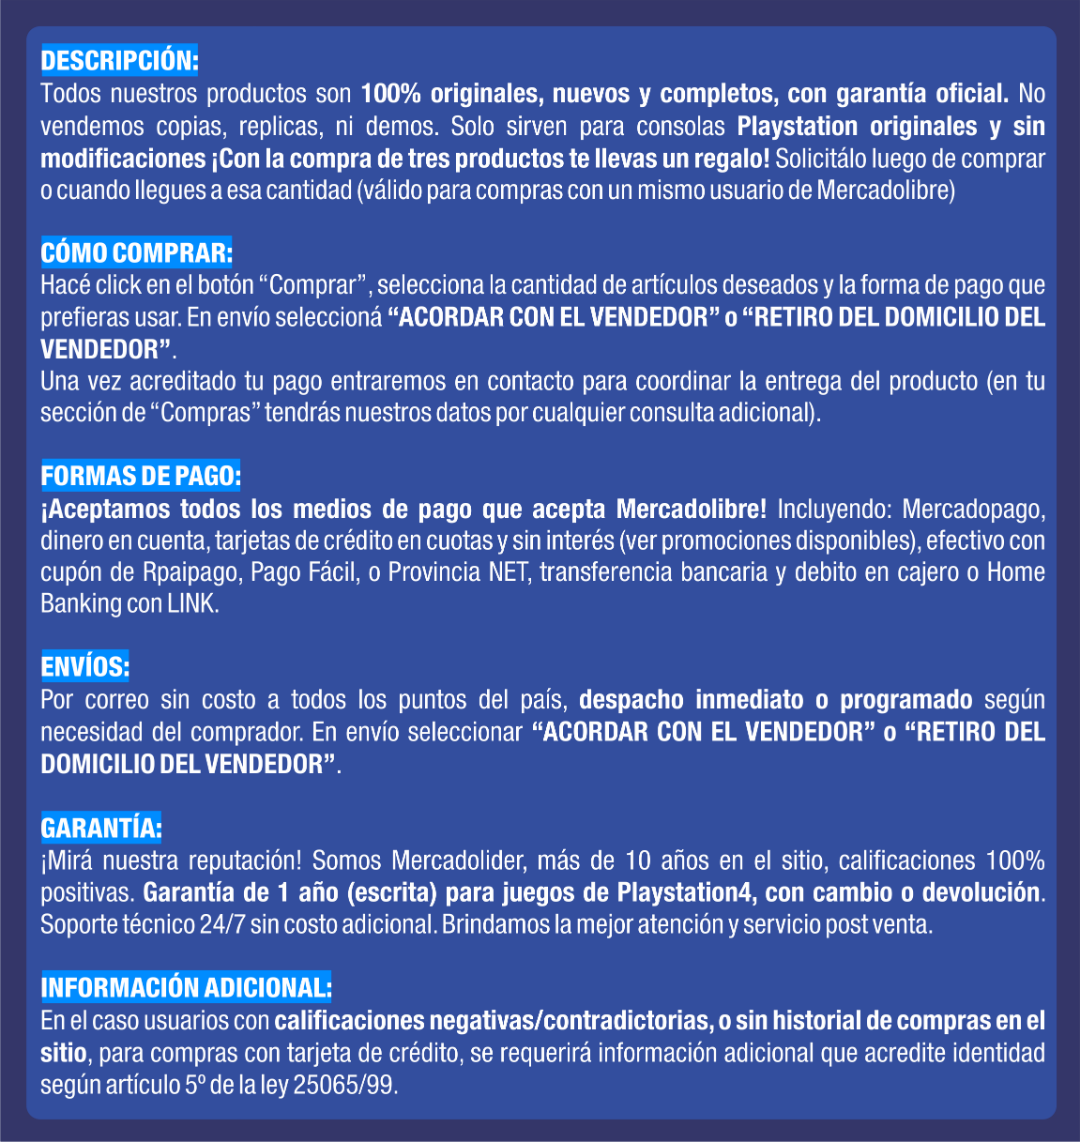 DESCRIPCIÓN:
Todos nuestros productos son 100% originales, nuevos y completos, con garantía oficial. No
vendemos copias, replicas, ni demos. Solo sirven para consolas Playstation originales y sin
modificaciones ¡Con la compra de tres productos te llevas un regalo! Solicitálo luego de comprar
o cuando llegues a esa cantidad (válido para compras con un mismo usuario de Mercadolibre)
CÓMO COMPRAR:
Hacé click en el botón “Comprar”, selecciona la cantidad de artículos deseados y la forma de pago que
prefieras usar. En envío seleccioná “ACORDAR CON EL VENDEDOR” o “RETIRO DEL DOMICILIO DEL
VENDEDOR”.
Una vez acreditado tu pago entraremos en contacto para coordinar la entrega del producto (en tu
sección de “Compras” tendrás nuestros datos por cualquier consulta adicional).
FORMAS DE PAGO:
¡Aceptamos todos los medios de pago que acepta Mercadolibre! Incluyendo: Mercadopago,
dinero en cuenta, tarjetas de crédito en cuotas y sin interés (ver promociones disponibles), efectivo con
cupón de Rpaipago, Pago Fácil, o Provincia NET, transferencia bancaria y debito en cajero o Home
Banking con LINK.
ENVÍOS:
Por correo sin costo a todos los puntos del país, despacho inmediato o programado según
necesidad del comprador. En envío seleccionar “ACORDAR CON EL VENDEDOR” o “RETIRO DEL
DOMICILIO DEL VENDEDOR”.
GARANTÍA:
¡Mirá nuestra reputación! Somos Mercadolider, más de 10 años en el sitio, calificaciones 100%
positivas. Garantía de 1 año (escrita) para juegos de Playstation4, con cambio o devolución.
Soporte técnico 24/7 sin costo adicional. Brindamos la mejor atención y servicio post venta.
INFORMACIÓN ADICIONAL:
En el caso usuarios con calificaciones negativas/contradictorias, o sin historial de compras en el
sitio, para compras con tarjeta de crédito, se requerirá información adicional que acredite identidad
según artículo 5º de la ley 25065/99.